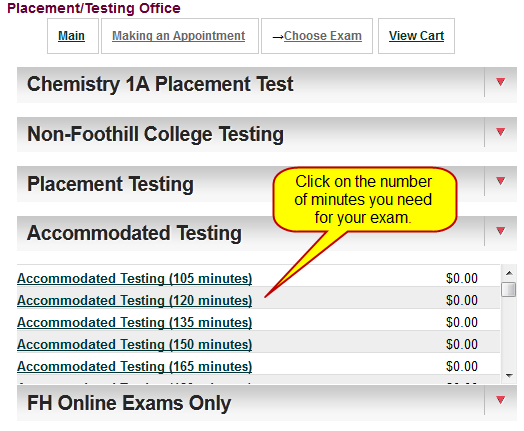 Placement/Testing Office
Main
Making an Appointment
→Choose Exam
View Cart
Chemistry 1A Placement Test
Non-Foothill College Testing
Placement Testing
Click on the number
of minutes you need
for your exam.
Accommodated Testing
Accommodated Testing (105 minutes) $0.00
Accommodated Testing (120 minutes) $0.00
Accommodated Testing (135 minutes) $0.00
Accommodated Testing (150 minutes) $0.00
Accommodated Testing (165 minutes) $0.00
FH Online Exams Only